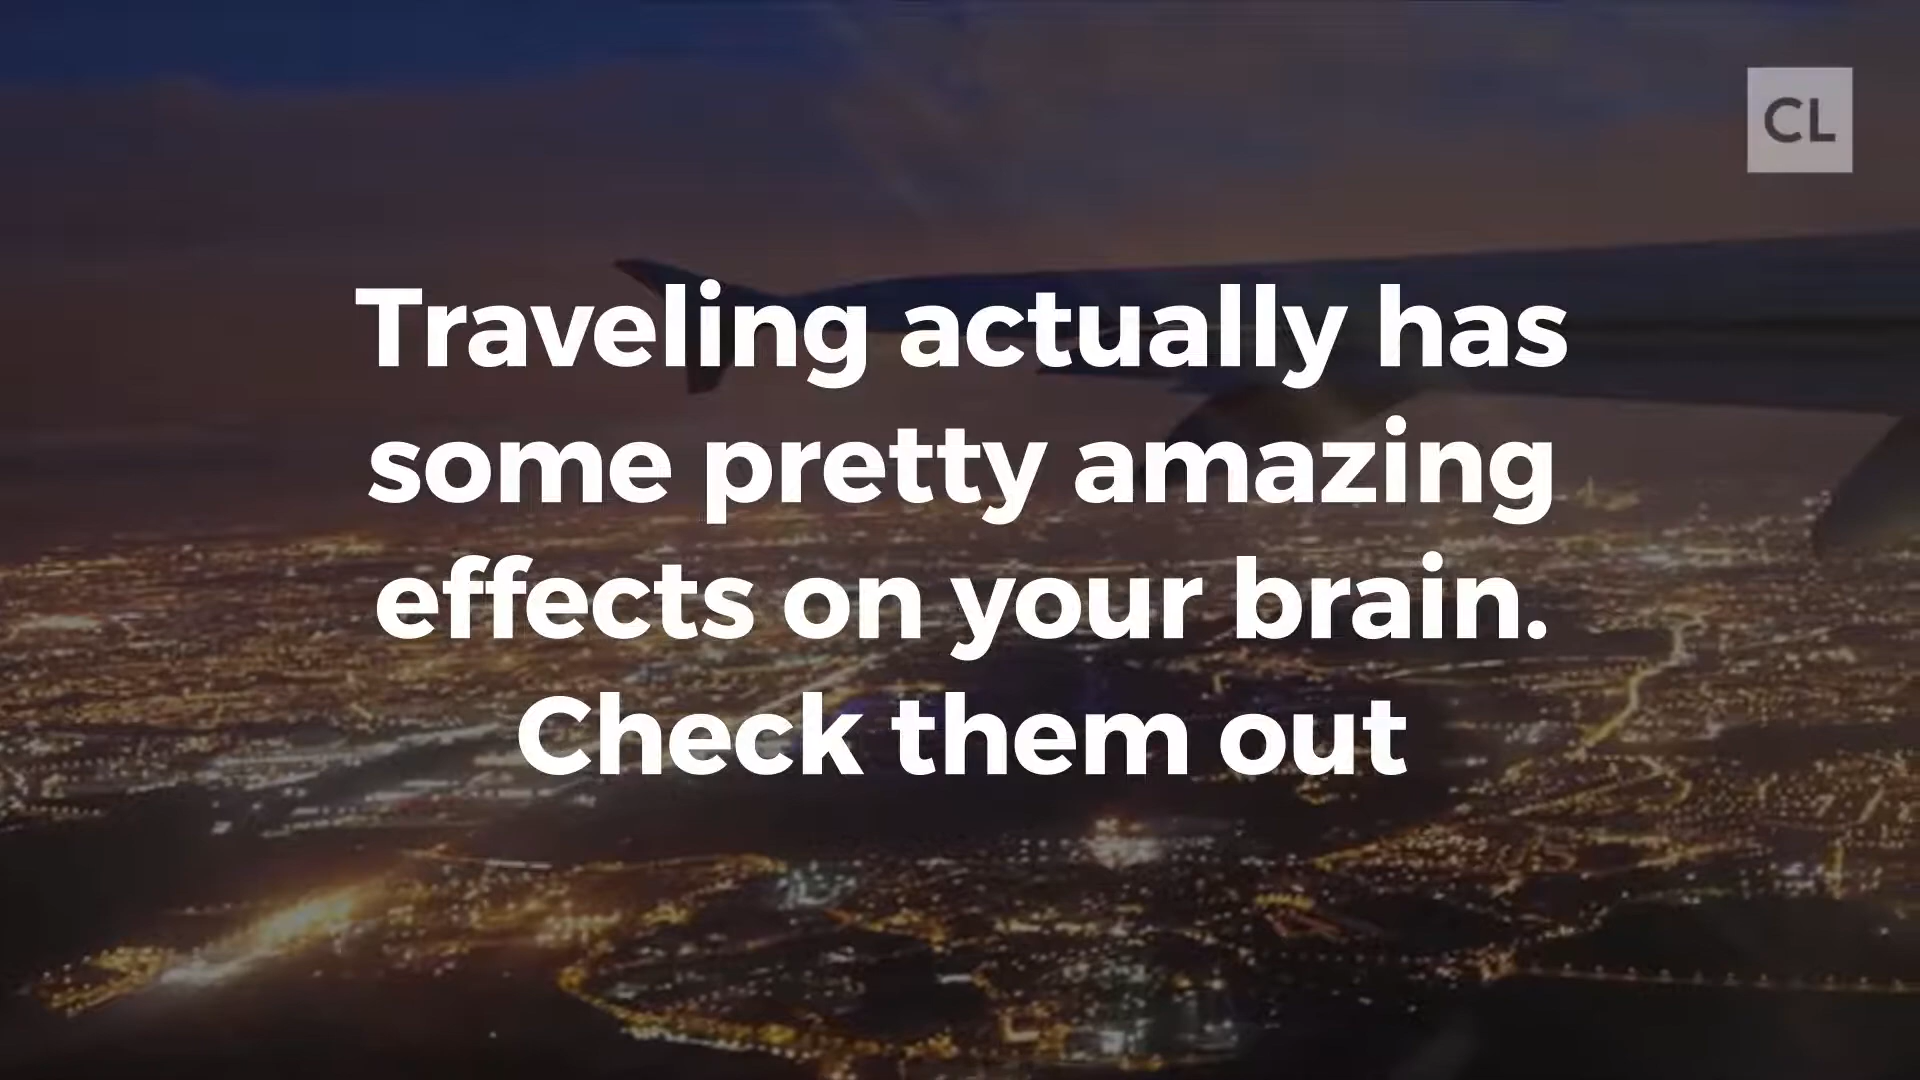 CL
Traveling actually has
some pretty amazing
effects on your brain.
Check them out